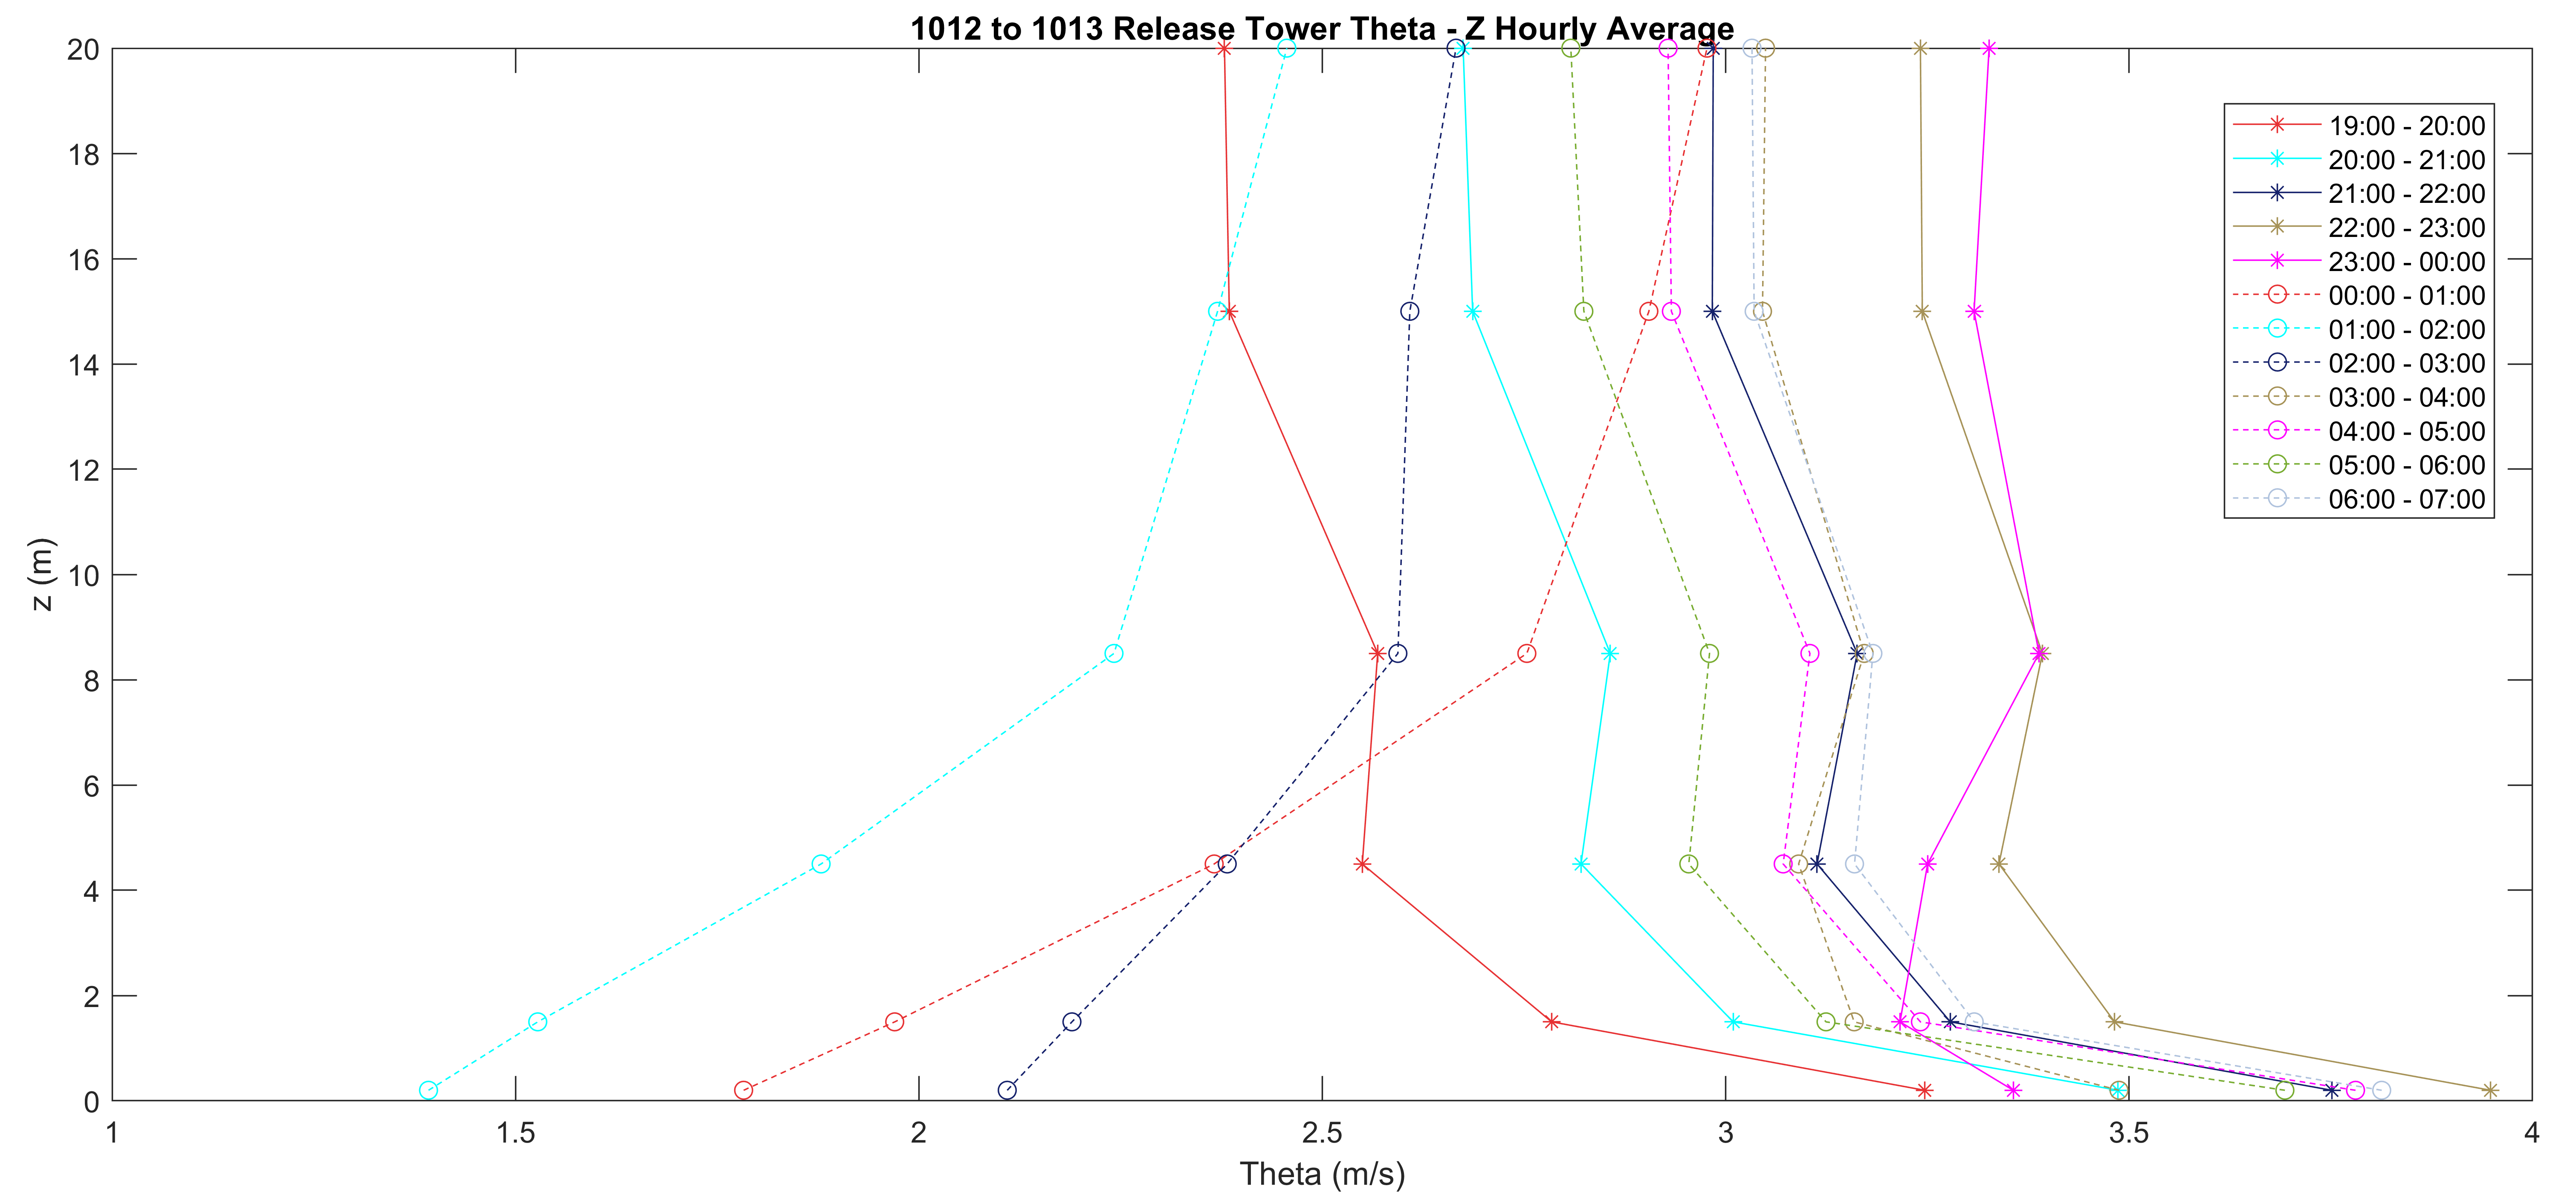 1012 to 1013 Release Tower Theta - Z Hourly Average
20
18
16
14
12
10
8
6
4
2
0
z (m)
19:00 - 20:00
20:00 - 21:00
21:00 - 22:00
22:00 - 23:00
23:00 - 00:00
00:00 - 01:00
01:00 - 02:00
02:00 - 03:00
03:00 - 04:00
04:00 - 05:00
05:00 - 06:00
06:00 - 07:00
1 1.5 2 2.5 3 3.5 4
Theta (m/s)